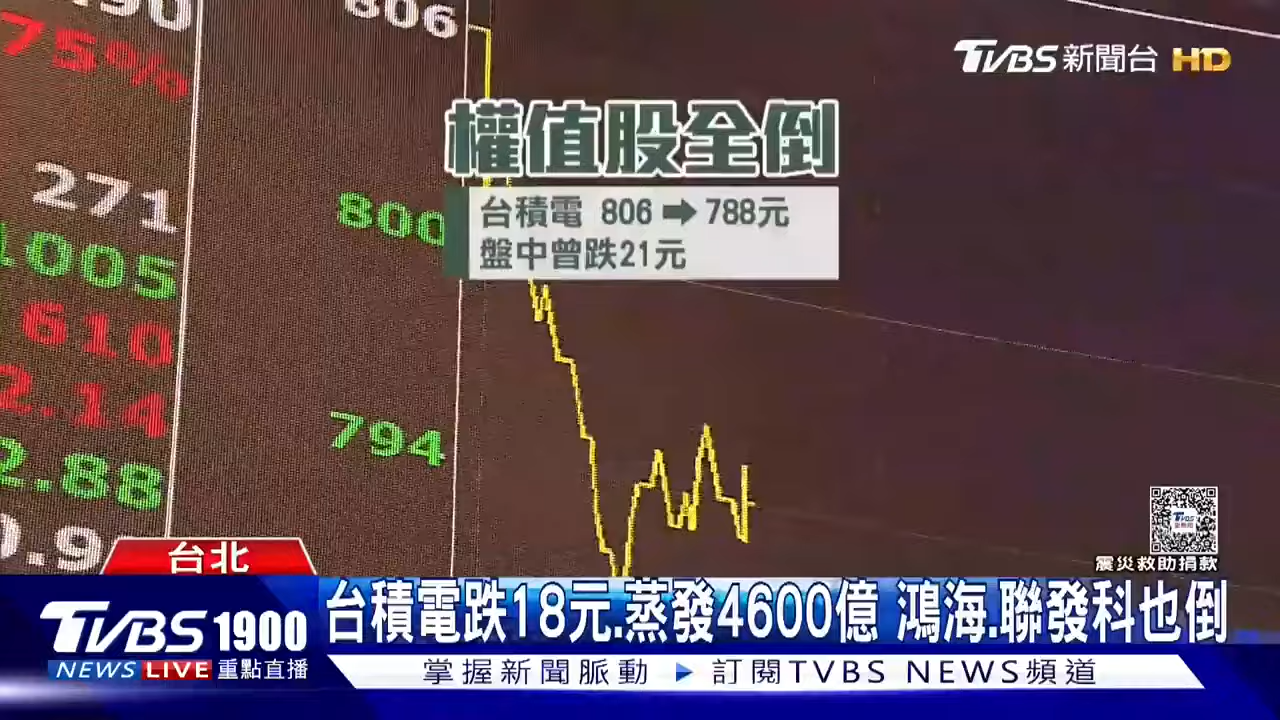 806
75%
271
1005
610
2.14
2.88
800
794
TVBS新聞台 HD
權值股全倒
台積電 806➡788元
盤中曾跌21元
震災救助捐款
台北
台積電跌18元.蒸發4600億 鴻海.聯發科也倒
TVBS 1900
NEWS LIVE 重點直播
掌握新聞脈動 ▶ 訂閱TVBS NEWS頻道